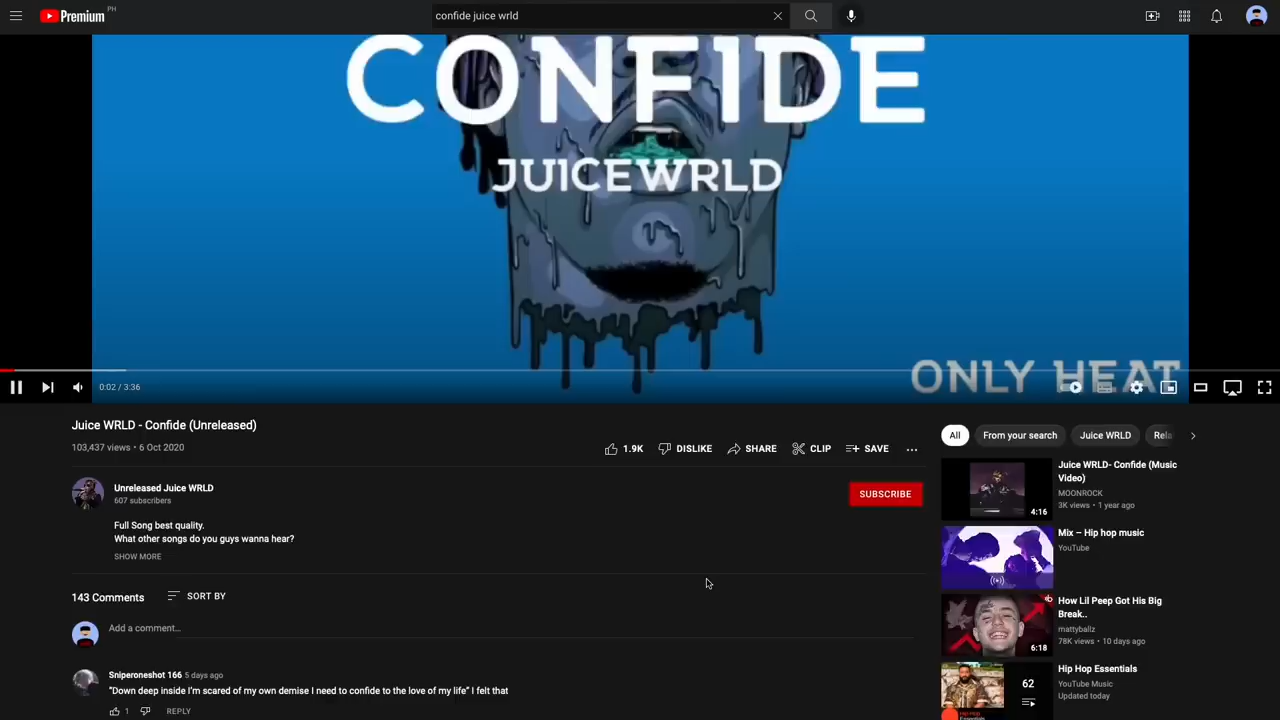 Premium PH
confide juice wrld
CONFIDE
JUICEWRLD
ONLY HEAT
0:02 / 3:36
Juice WRLD - Confide (Unreleased)
103,437 views • 6 Oct 2020
1.9K DISLIKE SHARE CLIP SAVE
Unreleased Juice WRLD
607 subscribers
SUBSCRIBE
Full Song best quality.
What other songs do you guys wanna hear?
SHOW MORE
143 Comments SORT BY
Add a comment...
Sniperoneshot 166 5 days ago
"Down deep inside I'm scared of my own demise I need to confide to the love of my life" I felt that
1 REPLY
All From your search Juice WRLD Rela
Juice WRLD- Confide (Music
Video)
MOONROCK
3K views • 1 year ago
4:16
Mix – Hip hop music
YouTube
How Lil Peep Got His Big
Break..
mattyballz
78K views • 10 days ago
6:18
Hip Hop Essentials
YouTube Music
Updated today
62